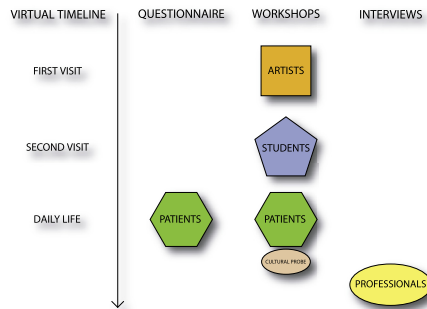 VIRTUAL TIMELINE QUESTIONNAIRE WORKSHOPS INTERVIEWS
FIRST VISIT ARTISTS
SECOND VISIT STUDENTS
DAILY LIFE PATIENTS PATIENTS
CULTURAL PROBE
PROFESSIONALS